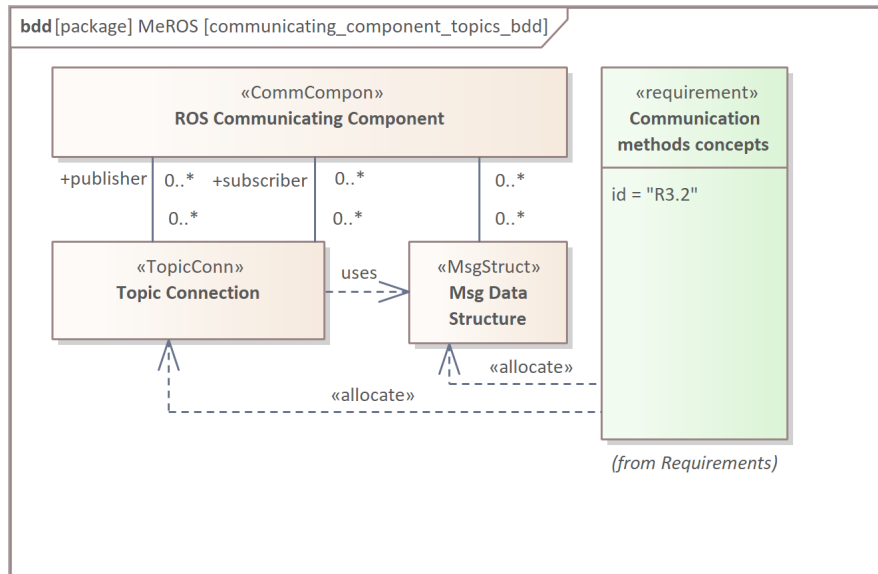 bdd [package] MeROS [communicating_component_topics_bdd]
«CommCompon»
ROS Communicating Component
«requirement»
Communication
methods concepts
id = "R3.2"
+publisher 0..* +subscriber 0..* 0..*
0..* 0..* 0..*
«TopicConn»
Topic Connection
uses
«MsgStruct»
Msg Data
Structure
«allocate»
«allocate»
(from Requirements)